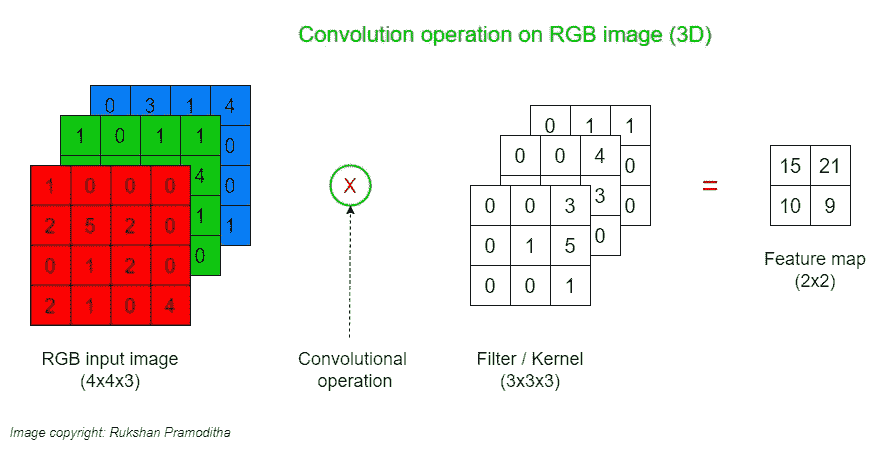 Convolution operation on RGB image (3D)
0 3 1 4
0
0
1
1 0 1 1
4
1
0
1 0 0 0
2 5 2 0
0 1 2 0
2 1 0 4
X
0 1 1
0
0
0 0 4
3
0
0 0 3
0 1 5
0 0 1
=
15 21
10 9
RGB input image
(4x4x3)
Convolutional
operation
Filter / Kernel
(3x3x3)
Feature map
(2x2)
Image copyright: Rukshan Pramoditha